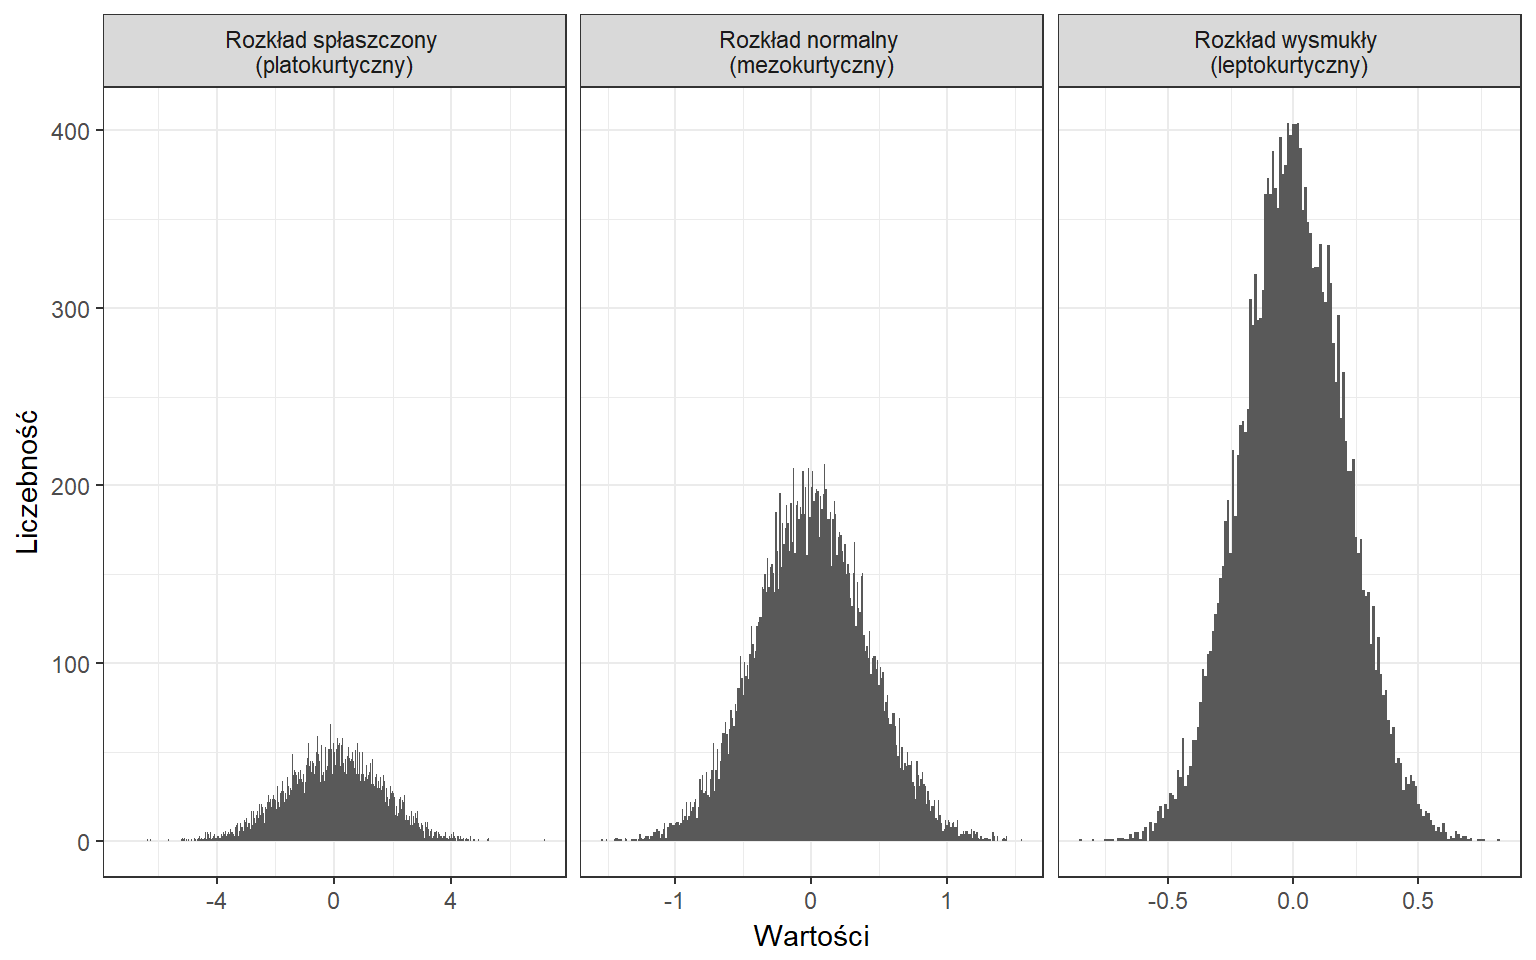 Rozkład spłaszczony
(platokurtyczny)
Rozkład normalny
(mezokurtyczny)
Rozkład wysmukły
(leptokurtyczny)
400
300
200
100
0
Liczebność
-4 0 4
-1 0 1
-0.5 0.0 0.5
Wartości